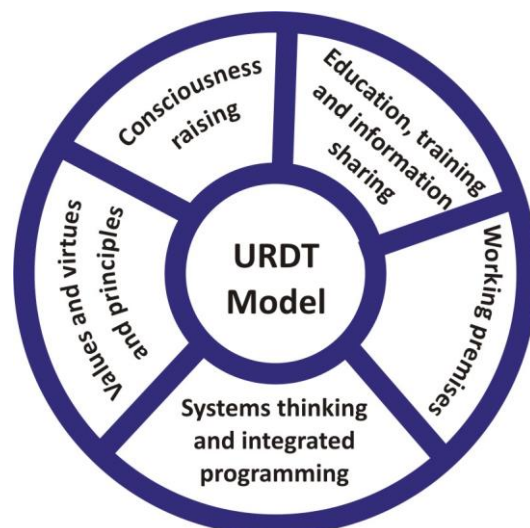 Consciousness
raising
Education, training
and information
sharing
URDT
Model
Working premises
Values and virtues
and principles
Systems thinking
and integrated
programming